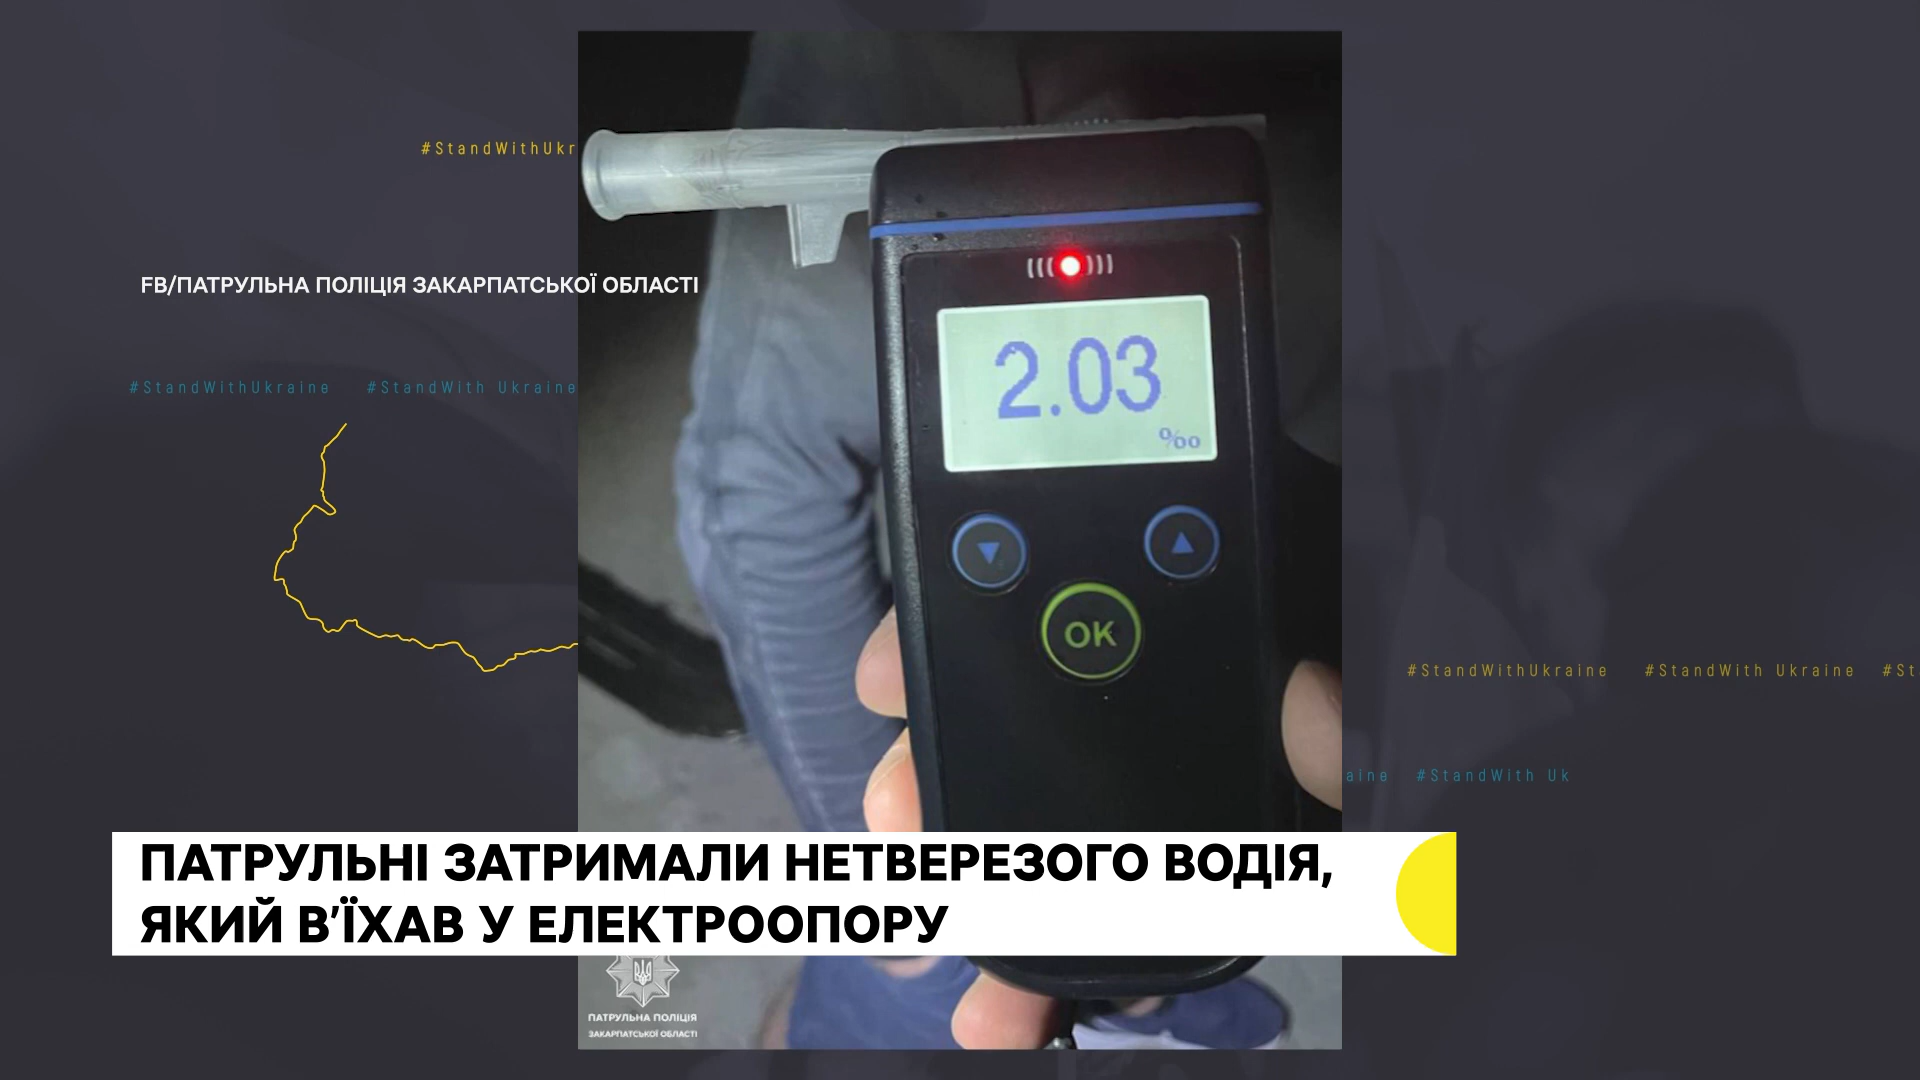 #StandWithUkr
FB/ПАТРУЛЬНА ПОЛІЦІЯ ЗАКАРПАТСЬКОЇ ОБЛАСТІ
2.03
‰
#StandWithUkraine #StandWith Ukraine
OK
#StandWithUkraine #StandWith Ukraine #St
aine #StandWith Uk
ПАТРУЛЬНІ ЗАТРИМАЛИ НЕТВЕРЕЗОГО ВОДІЯ,
ЯКИЙ В’ЇХАВ У ЕЛЕКТРООПОРУ
ПАТРУЛЬНА ПОЛІЦІЯ
ЗАКАРПАТСЬКОЇ ОБЛАСТІ